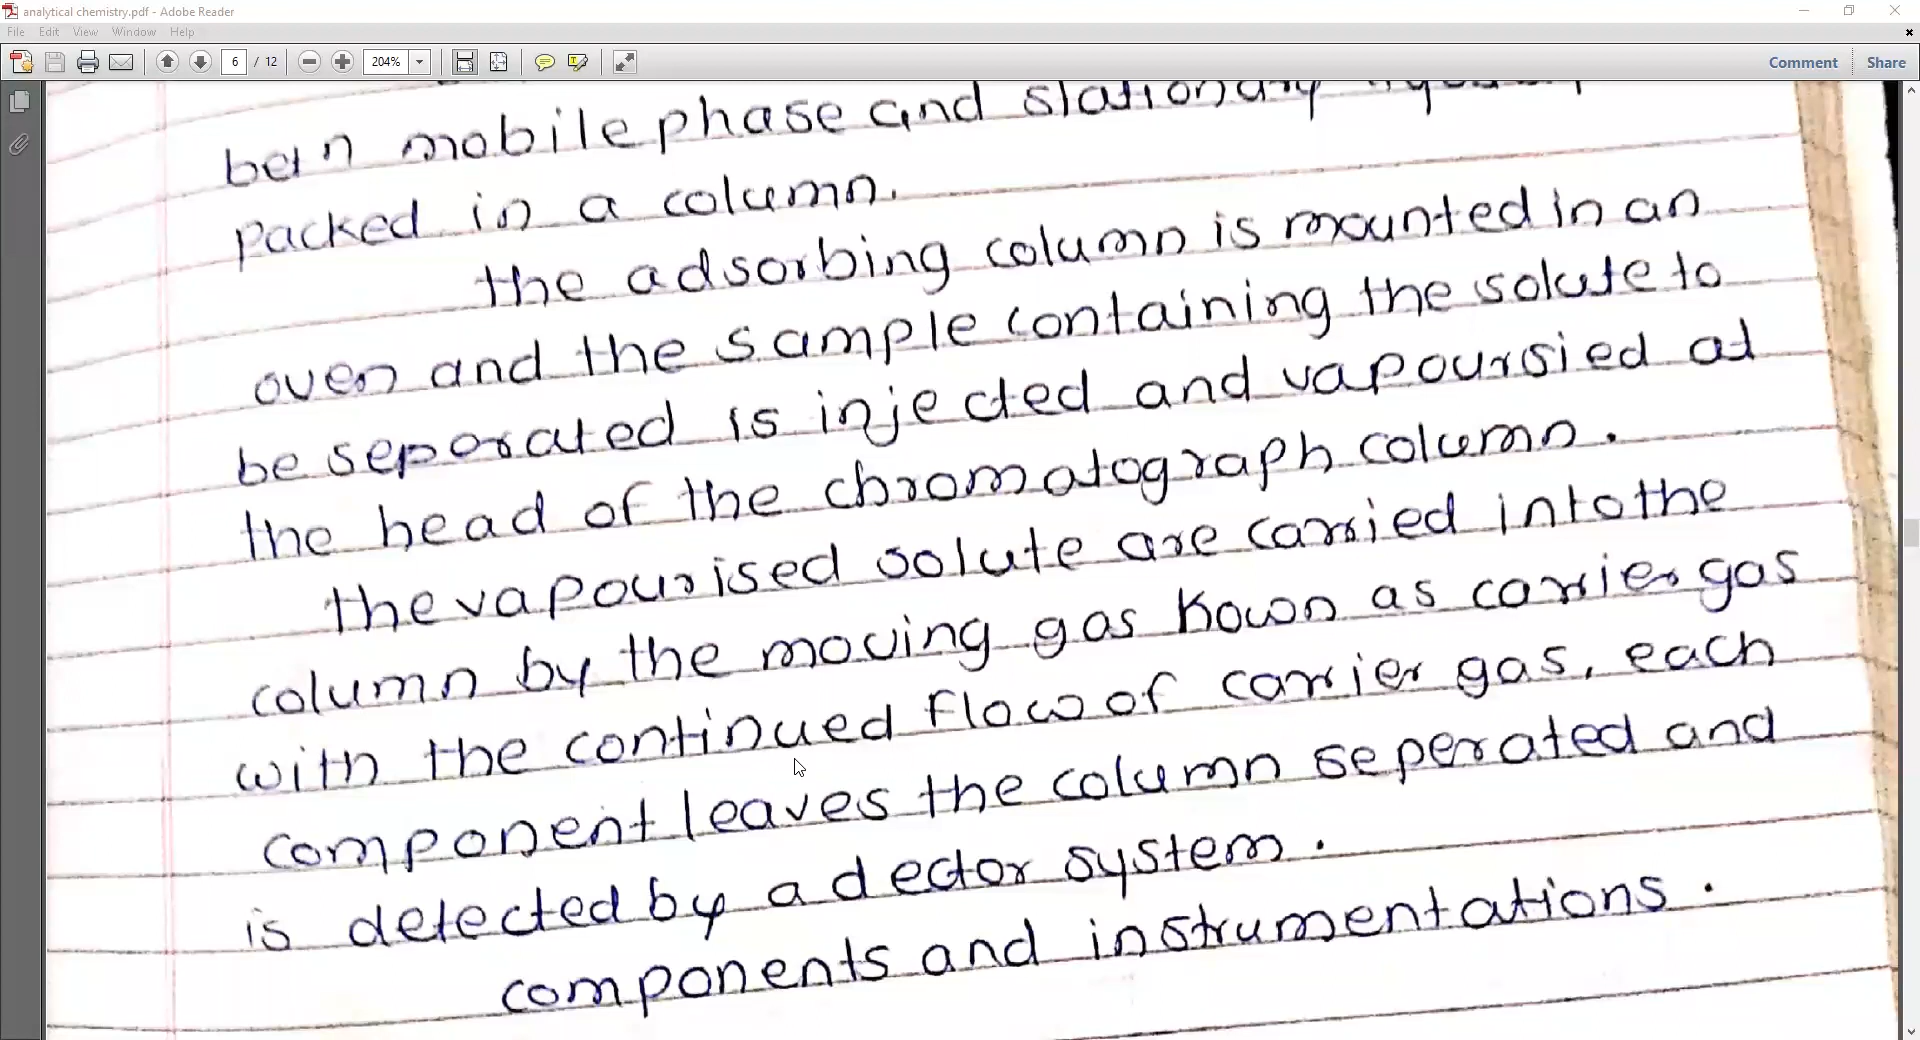 analytical chemistry.pdf - Adobe Reader
File Edit View Window Help
6 / 12 204% Comment Share
betn mobile phase and stationary
packed in a column.
the adsorbing column is mounted in an
oven and the sample containing the solute to
be seperated is injected and vapoursied at
the head of the chromatograph column.
the vapourised solute are carried into the
column by the moving gas kown as carrier gas
with the continued flow of carrier gas, each
component leaves the column seperated and
is detected by a dector system.
components and instrumentations.